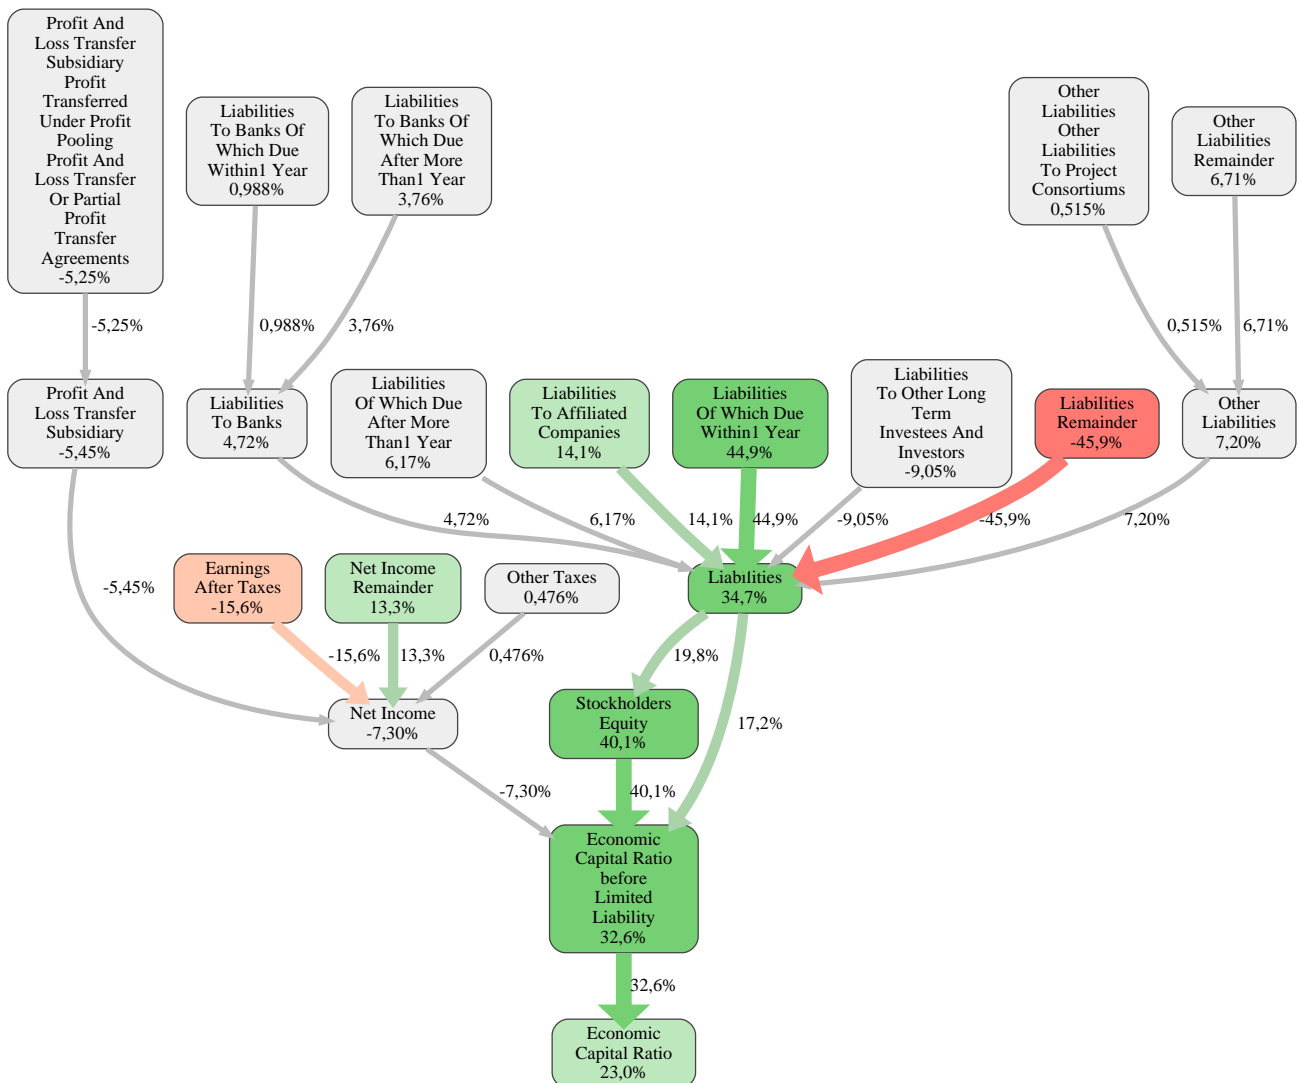 Profit And
Loss Transfer
Subsidiary
Profit
Transferred
Under Profit
Pooling
Profit And
Loss Transfer
Or Partial
Profit
Transfer
Agreements
-5,25%
Liabilities
To Banks Of
Which Due
Within1 Year
0,988%
Liabilities
To Banks Of
Which Due
After More
Than1 Year
3,76%
Other
Liabilities
Other
Liabilities
To Project
Consortiums
0,515%
Other
Liabilities
Remainder
6,71%
-5,25%
0,988%
3,76%
0,515%
6,71%
Profit And
Loss Transfer
Subsidiary
-5,45%
Liabilities
To Banks
4,72%
Liabilities
Of Which Due
After More
Than1 Year
6,17%
Liabilities
To Affiliated
Companies
14,1%
Liabilities
Of Which Due
Within1 Year
44,9%
Liabilities
To Other Long
Term
Investees And
Investors
-9,05%
Liabilities
Remainder
-45,9%
Other
Liabilities
7,20%
4,72%
6,17%
14,1%
44,9%
-9,05%
-45,9%
7,20%
-5,45%
Earnings
After Taxes
-15,6%
Net Income
Remainder
13,3%
Other Taxes
0,476%
Liabilities
34,7%
-15,6%
13,3%
0,476%
19,8%
17,2%
Net Income
-7,30%
Stockholders
Equity
40,1%
-7,30%
40,1%
Economic
Capital Ratio
before
Limited
Liability
32,6%
32,6%
Economic
Capital Ratio
23,0%